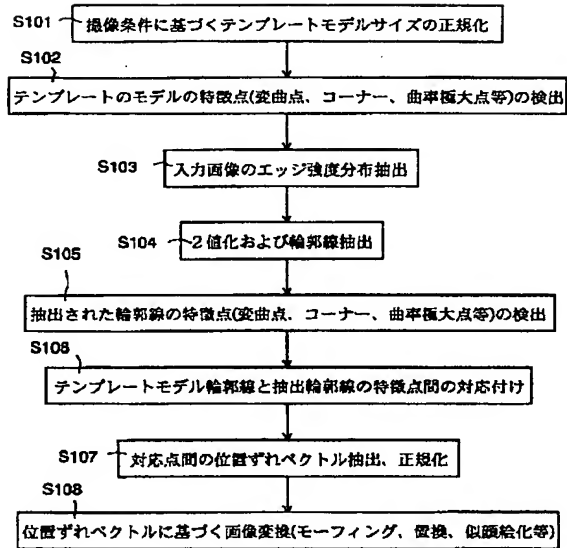 S101 撮像条件に基づくテンプレートモデルサイズの正規化
S102
テンプレートのモデルの特徴点(変曲点、コーナー、曲率極大点等)の検出
S103 入力画像のエッジ強度分布抽出
S104 2値化および輪郭線抽出
S105
抽出された輪郭線の特徴点(変曲点、コーナー、曲率極大点等)の検出
S106
テンプレートモデル輪郭線と抽出輪郭線の特徴点間の対応付け
S107 対応点間の位置ずれベクトル抽出、正規化
S108
位置ずれベクトルに基づく画像変換(モーフィング、置換、似顔絵化等)